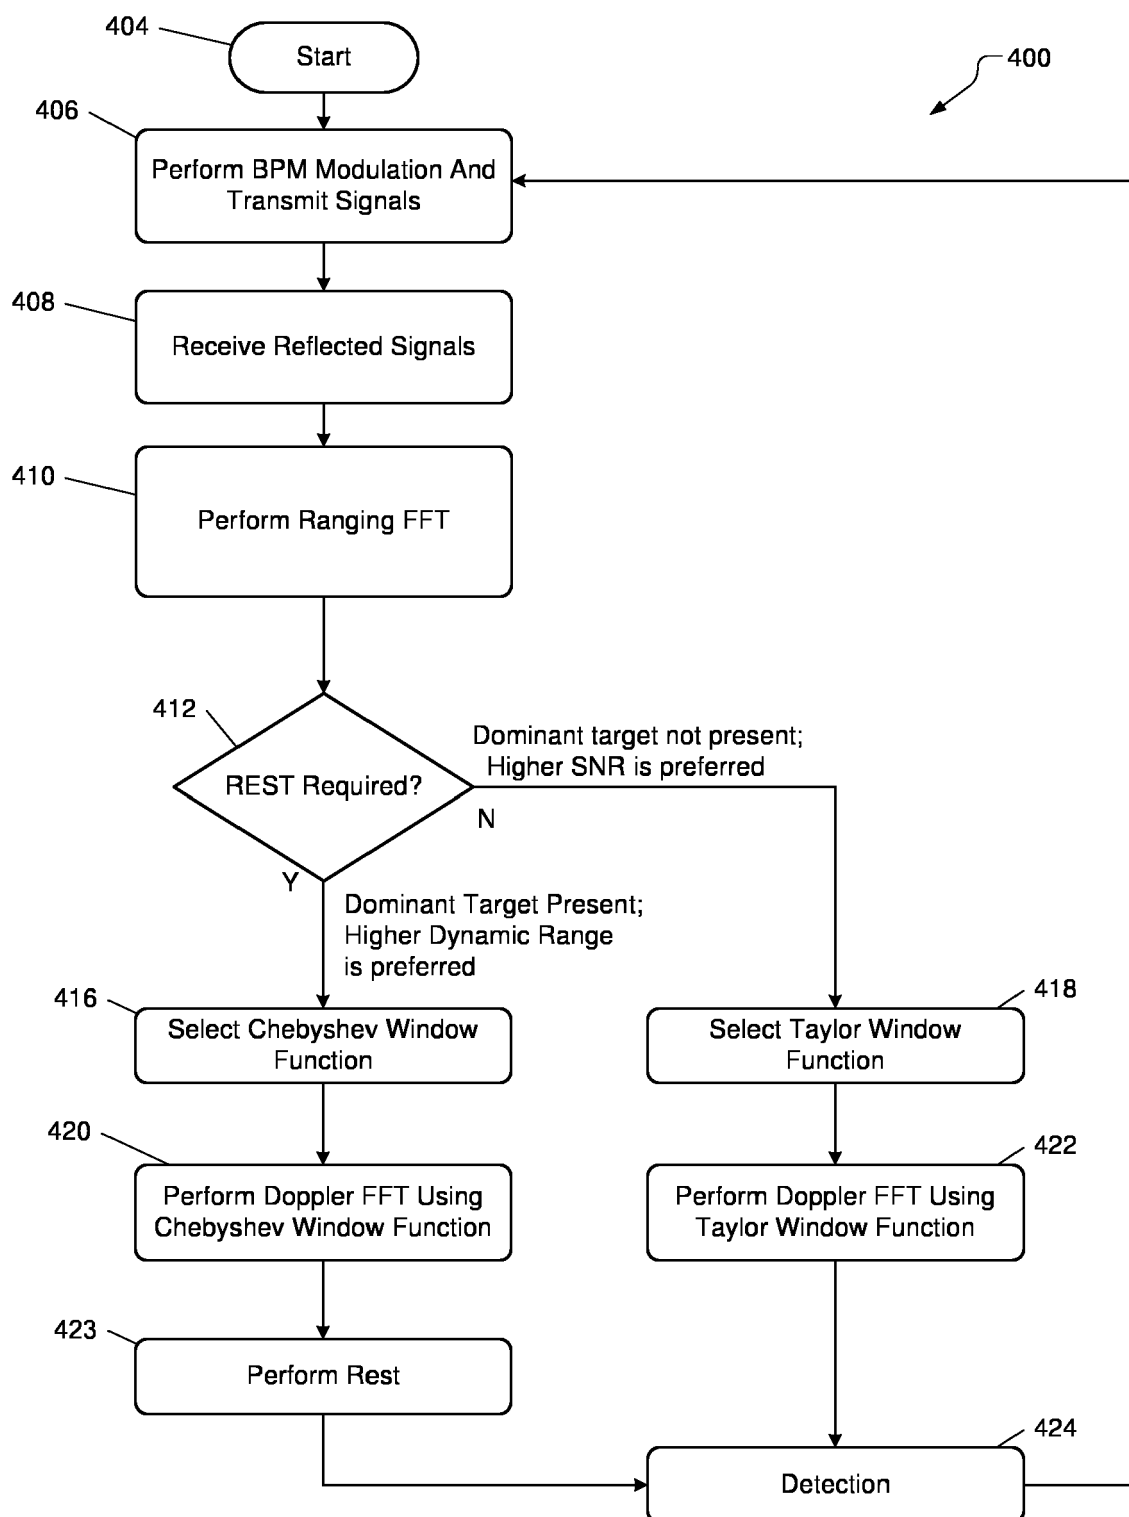 404
Start
400
406
Perform BPM Modulation And
Transmit Signals
408
Receive Reflected Signals
410
Perform Ranging FFT
412
REST Required?
Dominant target not present;
Higher SNR is preferred
N
Y
Dominant Target Present;
Higher Dynamic Range
is preferred
416
Select Chebyshev Window
Function
418
Select Taylor Window
Function
420
Perform Doppler FFT Using
Chebyshev Window Function
422
Perform Doppler FFT Using
Taylor Window Function
423
Perform Rest
424
Detection